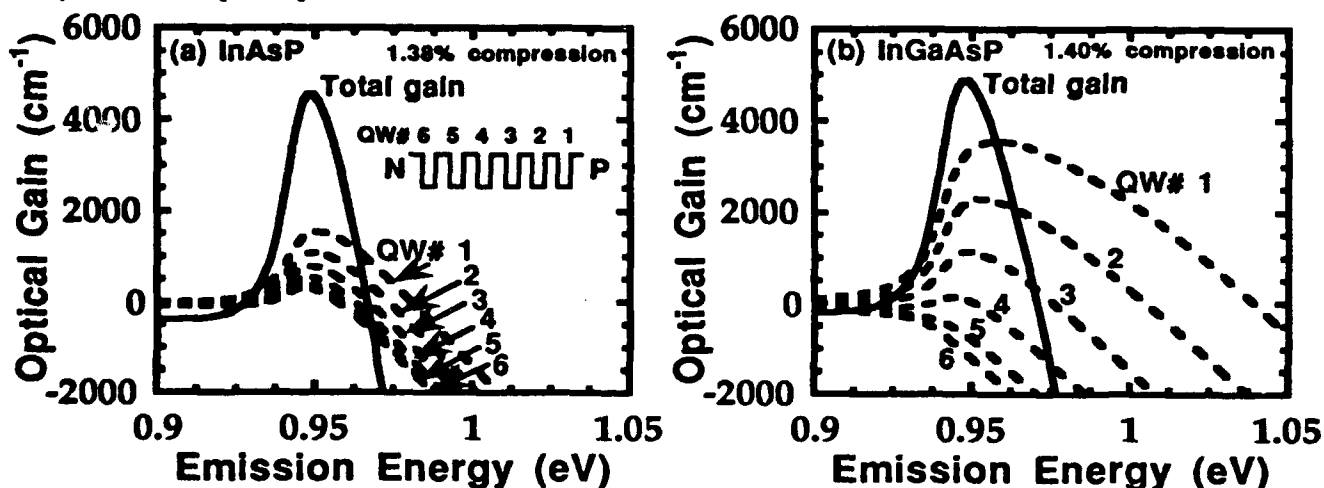 6000
4000
2000
0
-2000
Optical Gain (cm-1)
(a) InAsP 1.38% compression
Total gain
QW# 6 5 4 3 2 1
N P
QW# 1
2
3
4
5
6
0.9 0.95 1 1.05
Emission Energy (eV)
6000
4000
2000
0
-2000
Optical Gain (cm-1)
(b) InGaAsP 1.40% compression
Total gain
QW# 1
2
3
4
5
6
0.9 0.95 1 1.05
Emission Energy (eV)